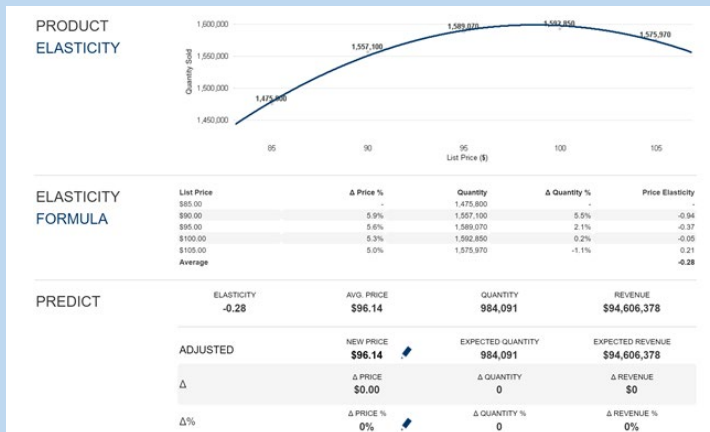 PRODUCT
ELASTICITY
1,600,000
1,550,000
1,500,000
1,450,000
Quantity Sold
1,475,800
1,557,100
1,589,070
1,592,850
1,575,970
85 90 95 100 105
List Price ($)
ELASTICITY
FORMULA
List Price Δ Price % Quantity Δ Quantity % Price Elasticity
$85.00 - 1,475,800 - -
$90.00 5.9% 1,557,100 5.5% -0.94
$95.00 5.6% 1,589,070 2.1% -0.37
$100.00 5.3% 1,592,850 0.2% -0.05
$105.00 5.0% 1,575,970 -1.1% 0.21
Average -0.28
PREDICT
ELASTICITY AVG. PRICE QUANTITY REVENUE
-0.28 $96.14 984,091 $94,606,378
ADJUSTED
NEW PRICE EXPECTED QUANTITY EXPECTED REVENUE
$96.14 984,091 $94,606,378
Δ
Δ PRICE Δ QUANTITY Δ REVENUE
$0.00 0 $0
Δ%
Δ PRICE % Δ QUANTITY % Δ REVENUE %
0% 0 0%